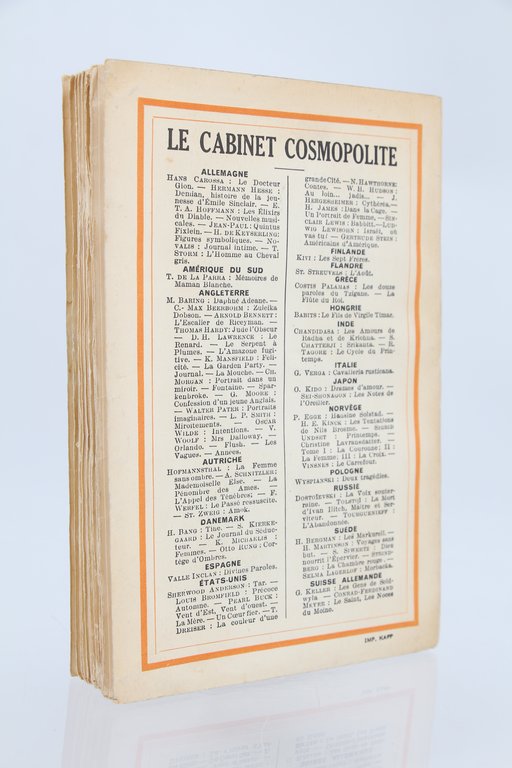 LE CABINET COSMOPOLITE
ALLEMAGNE
HANS CAROSSA : Le Docteur
Gion. — HERMANN HESSE :
Demian, histoire de la jeu-
nesse d'Émile Sinclair. — E.
T. A. HOFFMANN : Les Élixirs
du Diable. — Nouvelles musi-
cales. — JEAN-PAUL : Quintus
Fixlein. — H. DE KEYSERLING :
Figures symboliques. — NO-
VALIS : Journal intime. — T.
STORM : L'Homme au Cheval
gris.
AMÉRIQUE DU SUD
T. DE LA PARRA : Mémoires de
Maman Blanche.
ANGLETERRE
M. BARING : Daphné Adeane. —
C.- MAX BEERBOHM : Zuleika
Dobson. — ARNOLD BENNETT :
L'Escalier de Riceyman. —
THOMAS HARDY : Jude l'Obscur
— D. H. LAWRENCE : Le
Renard. — Le Serpent à
Plumes. — L'Amazone fugi-
tive. — K. MANSFIELD : Féli-
cité. — La Garden Party. —
Journal. — La Mouche. — CH.
MORGAN : Portrait dans un
miroir. — Fontaine. — Spar-
kenbroke. — G. MOORE :
Confession d'un jeune Anglais.
— WALTER PATER : Portraits
imaginaires. — L. P. SMITH :
Miroitements. — OSCAR
WILDE : Intentions. — V.
WOOLF : Mrs Dalloway. —
Orlando. — Flush. — Les
Vagues. — Années.
AUTRICHE
HOFMANNSTHAL : La Femme
sans ombre. — A. SCHNITZLER :
Mademoiselle Else. — La
Pénombre des Ames. —
L'Appel des Ténèbres. — F.
WERFEL : Le Passé ressuscite.
— ST. ZWEIG : Amok.
DANEMARK
H. BANG : Tine. — S. KIERKE-
GAARD : Le Journal du Séduc-
teur. — K. MICHAELIS :
Femmes. — OTTO RUNG : Cor-
tège d'Ombres.
ESPAGNE
VALLE INCLAN : Divines Paroles.
ÉTATS-UNIS
SHERWOOD ANDERSON : Tar. —
LOUIS BROMFIELD : Précoce
Automne. — PEARL BUCK :
Vent d'Est, Vent d'ouest. —
La Mère. — Un Cœur fier. — T.
DREISER : La couleur d'une
grande Cité. — N. HAWTHORNE :
Contes. — W. H. HUDSON :
Au loin... jadis... — J.
HERGESHEIMER : Cythérea. —
H. JAMES : Dans la Cage. —
Un Portrait de Femme. — SIN-
CLAIR LEWIS : Babbitt. — LUD-
WIG LEWISOHN : Israël, où
vas tu? — GERTRUDE STEIN :
Américains d'Amérique.
FINLANDE
KIVI : Les Sept Frères.
FLANDRE
ST. STREUVELS : L'Août.
GRÈCE
COSTIS PALAMAS : Les douze
paroles du Tzigane. — La
Flûte du Roi.
HONGRIE
BABITS : Le Fils de Virgile Timar.
INDE
CHANDIDASA : Les Amours de
Radha et de Krichna. — S.
CHATTERJI : Srikanta. — R.
TAGORE : Le Cycle du Prin-
temps.
ITALIE
G. VERGA : Cavalleria rusticana.
JAPON
O. KIDO : Drames d'amour. —
SEI-SHONAGON : Les Notes de
l'Oreiller.
NORVÈGE
P. EGGE : Hansine Solstad. —
H. E. KINCK : Les Tentations
de Nils Brosme. — SIGRID
UNDSET : Printemps. —
Christine Lavransdatter. —
Tome I : La Couronne ; II :
La Femme ; III : La Croix. —
VINSNES : Le Carrefour.
POLOGNE
WYSPIANSKI : Deux tragédies.
RUSSIE
DOSTOÏEVSKI : La Voix souter-
raine. — TOLSTOÏ : La Mort
d'Ivan Ilitch, Maître et Ser-
viteur. — TOURGUENIEFF :
L'Abandonnée.
SUÈDE
H. BERGMAN : Les Markurell. —
H. MARTINSON : Voyages sans
but. — S. SIWERTZ : Dieu
nourrit l'Épervier. — STRIND-
BERG : La Chambre rouge. —
SELMA LAGERLOF : Morbacka.
SUISSE ALLEMANDE
G. KELLER : Les Gens de Seld-
wyla — CONRAD-FERDINAND
MEYER : Le Saint, Les Noces
du Moine.
IMP. KAPP